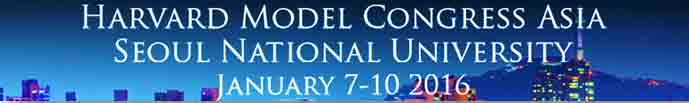 Harvard Model Congress Asia
Seoul National University
January 7-10 2016